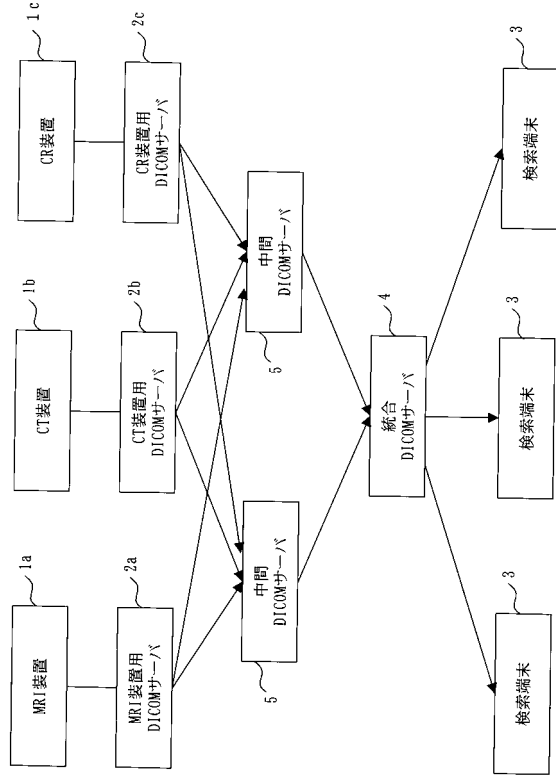 1a
MRI装置
1b
CT装置
1c
CR装置
2a
MRI装置用
DICOMサーバ
2b
CT装置用
DICOMサーバ
2c
CR装置用
DICOMサーバ
中間
DICOMサーバ
5
中間
DICOMサーバ
5
統合
DICOMサーバ
4
検索端末
3
検索端末
3
検索端末
3